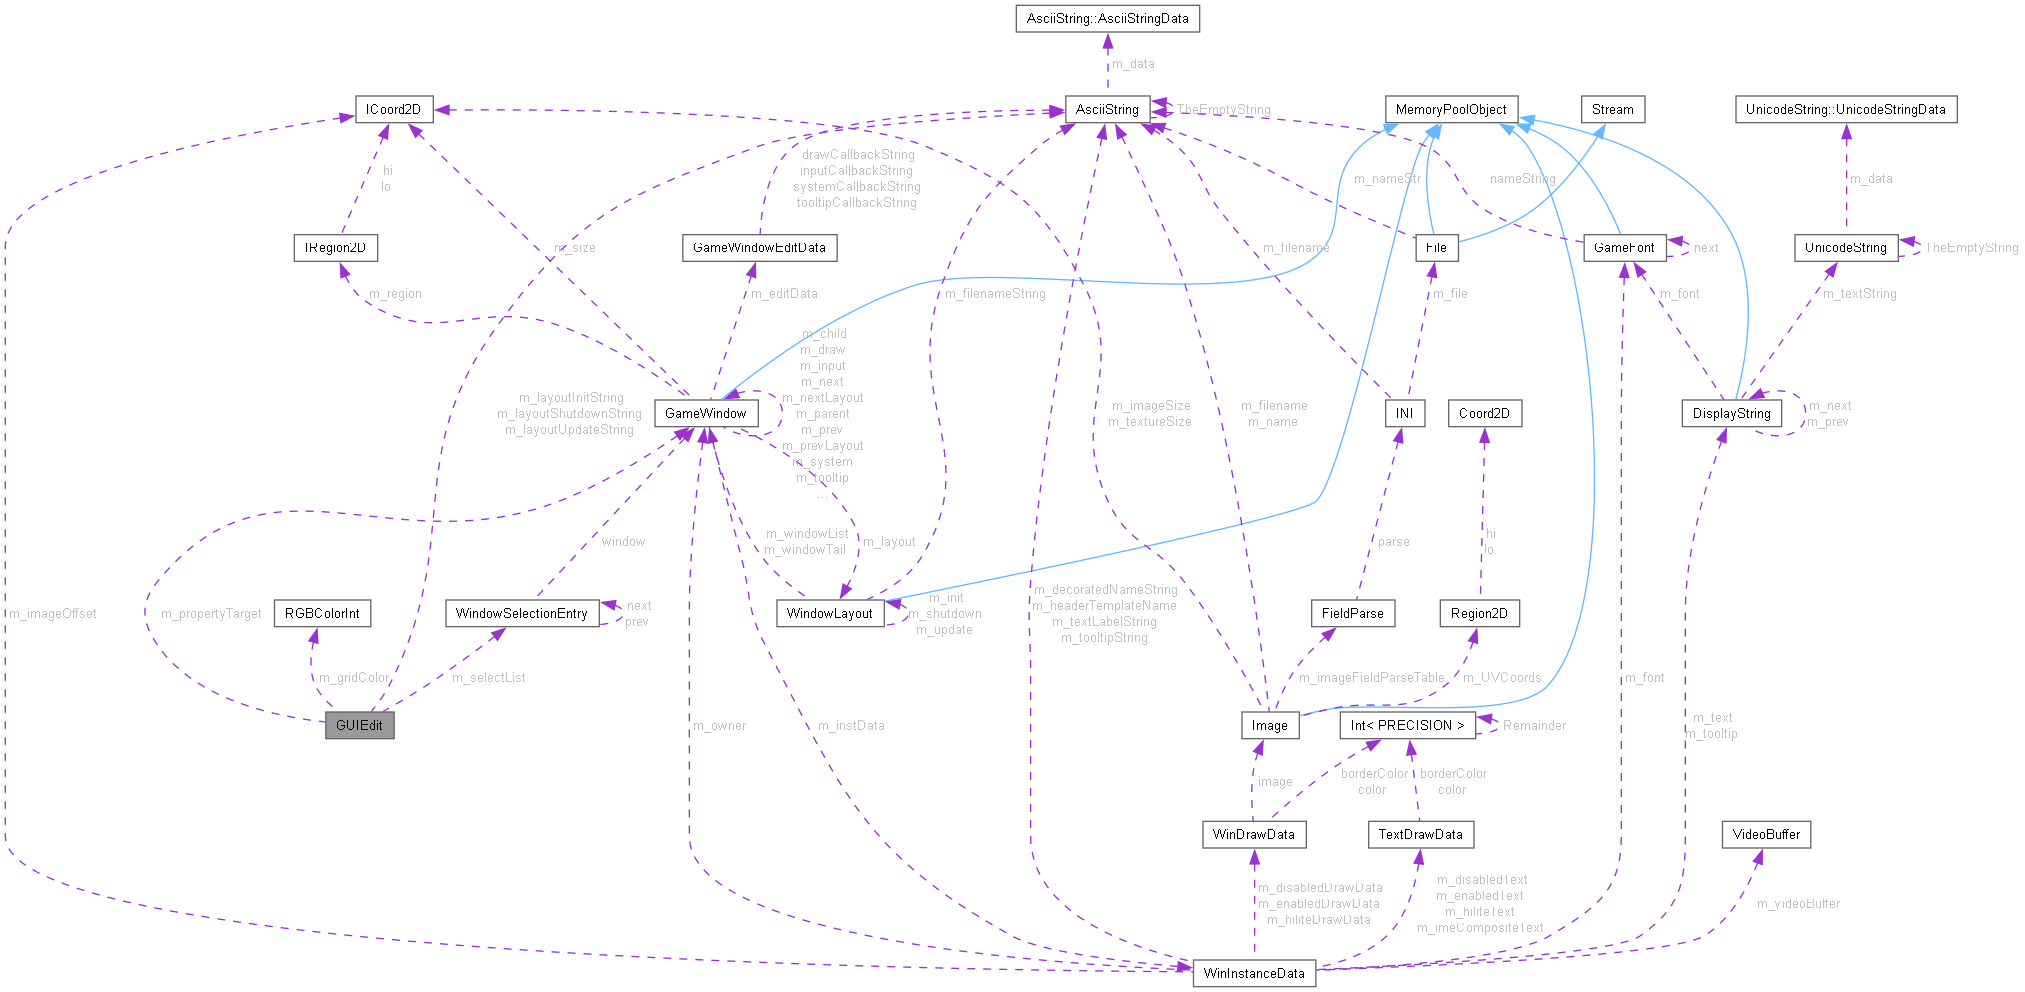 AsciiString::AsciiStringData
m_data
ICoord2D
AsciiString
TheEmptyString
MemoryPoolObject
Stream
UnicodeString::UnicodeStringData
hi
lo
drawCallbackString
inputCallbackString
systemCallbackString
tooltipCallbackString
m_nameStr
nameString
m_data
IRegion2D
m_size
GameWindowEditData
m_filename
File
GameFont
next
UnicodeString
TheEmptyString
m_region
m_editData
m_filenameString
m_file
m_font
m_textString
m_child
m_draw
m_input
m_next
m_nextLayout
m_parent
m_prev
m_prevLayout
m_system
m_tooltip
...
m_layoutInitString
m_layoutShutdownString
m_layoutUpdateString
GameWindow
m_imageSize
m_textureSize
m_filename
m_name
INI
Coord2D
DisplayString
m_next
m_prev
window
m_windowList
m_windowTail
m_layout
parse
hi
lo
m_imageOffset
m_propertyTarget
RGBColorInt
WindowSelectionEntry
next
prev
WindowLayout
m_init
m_shutdown
m_update
m_decoratedNameString
m_headerTemplateName
m_textLabelString
m_tooltipString
FieldParse
Region2D
m_gridColor
m_selectList
m_imageFieldParseTable
m_UVCoords
m_font
GUIEdit
m_owner
m_instData
Image
Int< PRECISION >
Remainder
m_text
m_tooltip
image
borderColor
color
borderColor
color
WinDrawData
TextDrawData
VideoBuffer
m_disabledDrawData
m_enabledDrawData
m_hiliteDrawData
m_disabledText
m_enabledText
m_hiliteText
m_imeCompositeText
m_videoBuffer
WinInstanceData